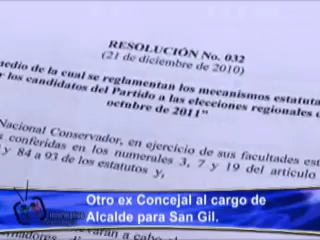 RESOLUCIÓN No. 032
(21 de diciembre de 2010)
medio de la cual se reglamentan los mecanismos estatuta
los candidatos del Partido a las elecciones regionales d
octubre de 2011"
Nacional Conservador, en ejercicio de sus facultades est
s conferidas en los numerales 3, 7 y 19 del artículo
y 84 a 93 de los estatutos y,
Otro ex Concejal al cargo de
Alcalde para San Gil.